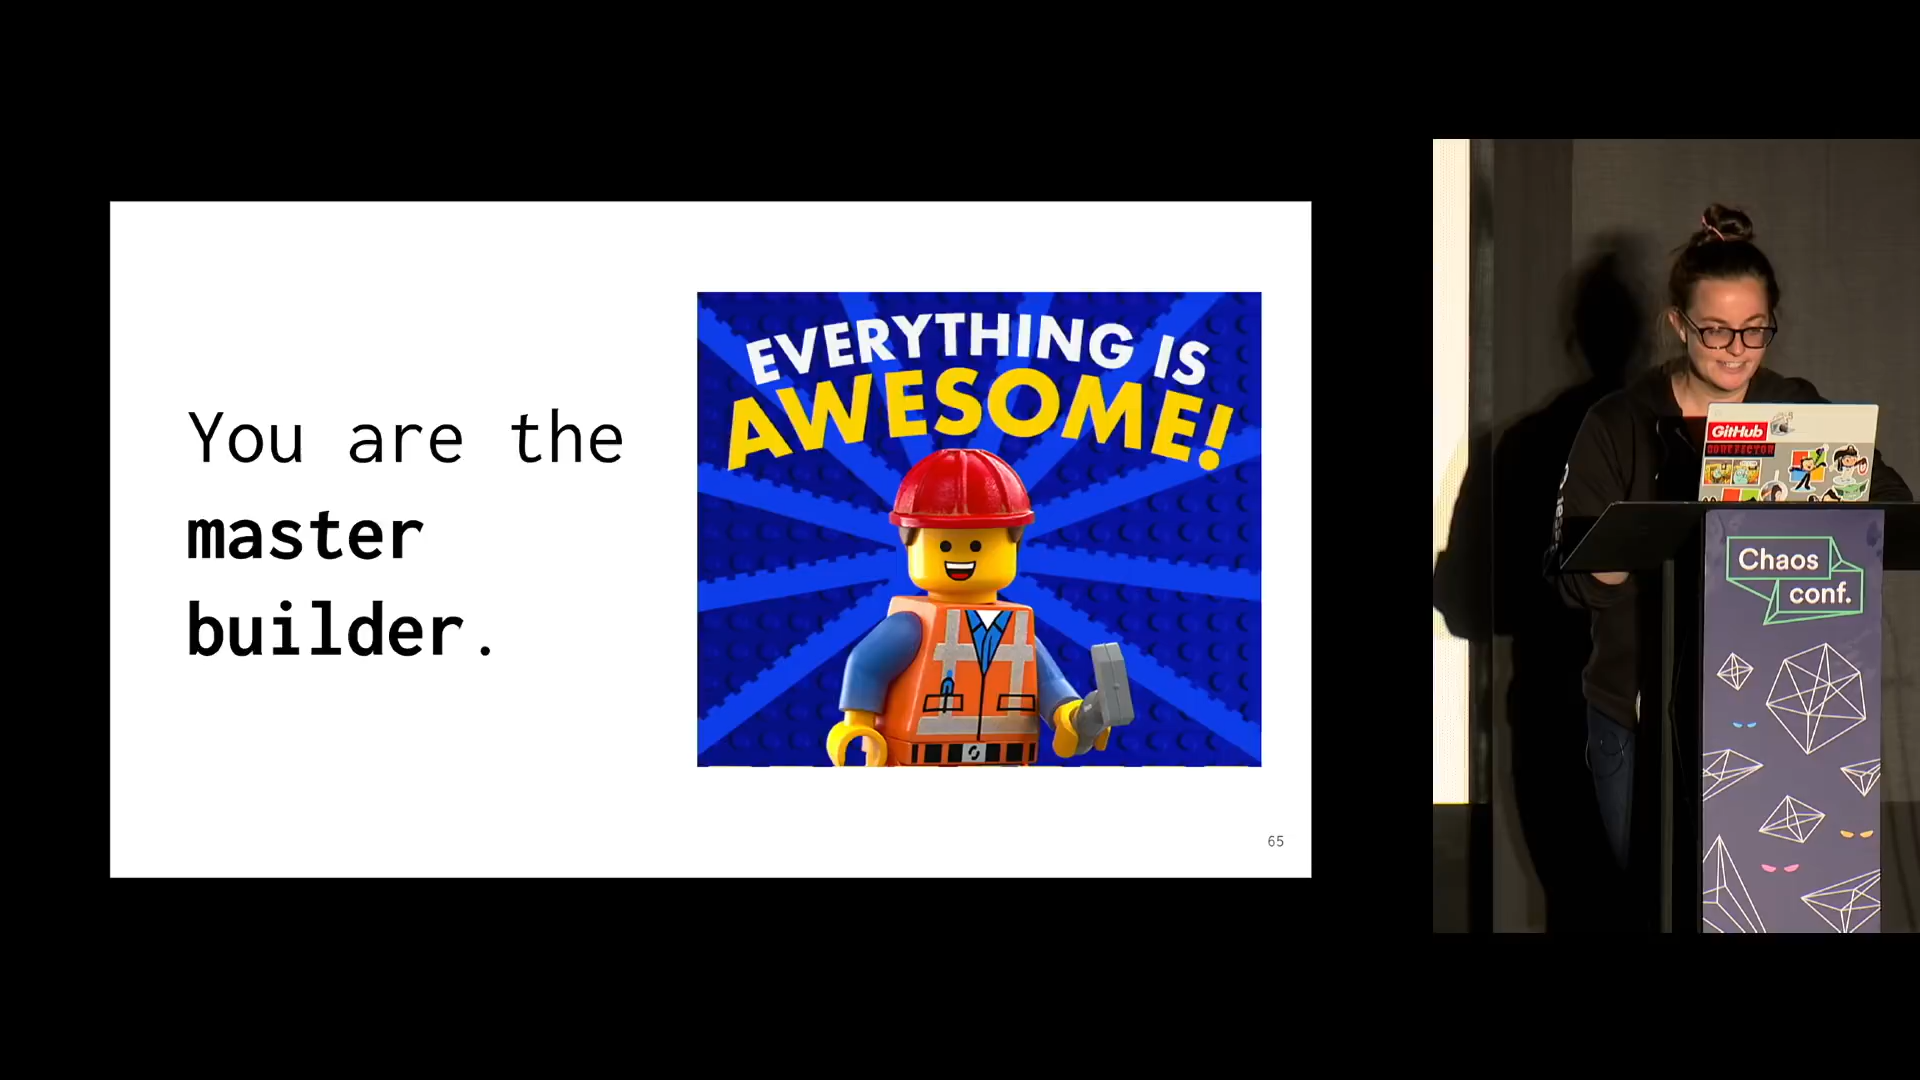 You are the
master
builder.
EVERYTHING IS
AWESOME!
65
GitHub
Chaos
conf.